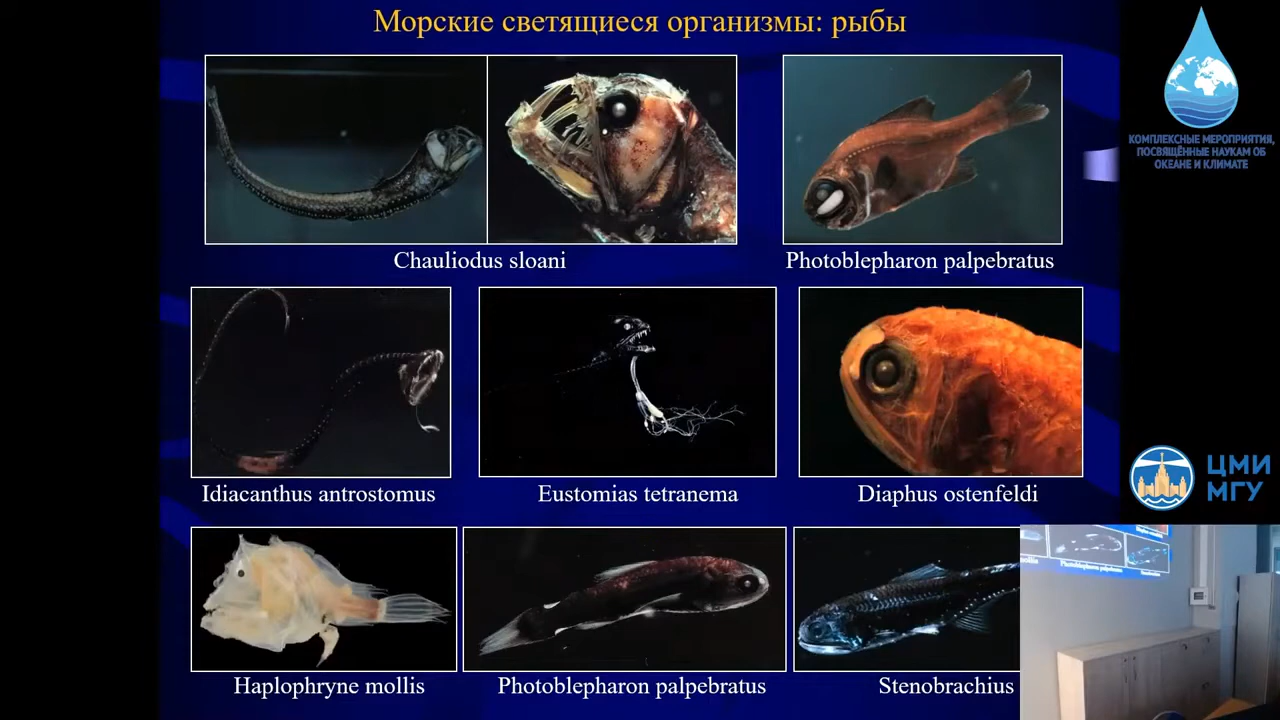 Морские светящиеся организмы: рыбы
КОМПЛЕКСНЫЕ МЕРОПРИЯТИЯ,
ПОСВЯЩЁННЫЕ НАУКАМ ОБ
ОКЕАНЕ И КЛИМАТЕ
Chauliodus sloani
Photoblepharon palpebratus
Idiacanthus antrostomus
Eustomias tetranema
Diaphus ostenfeldi
ЦМИ
МГУ
Haplophryne mollis
Photoblepharon palpebratus
Stenobrachius